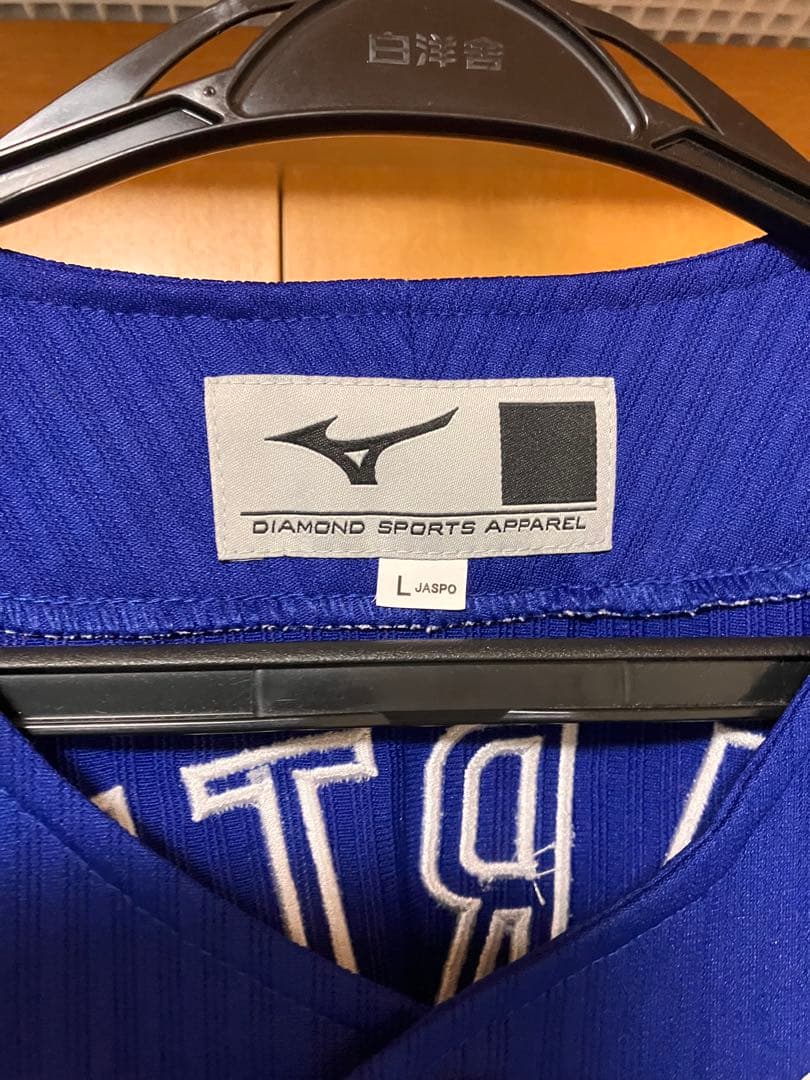 白洋舍
DIAMOND SPORTS APPAREL
L JASPO